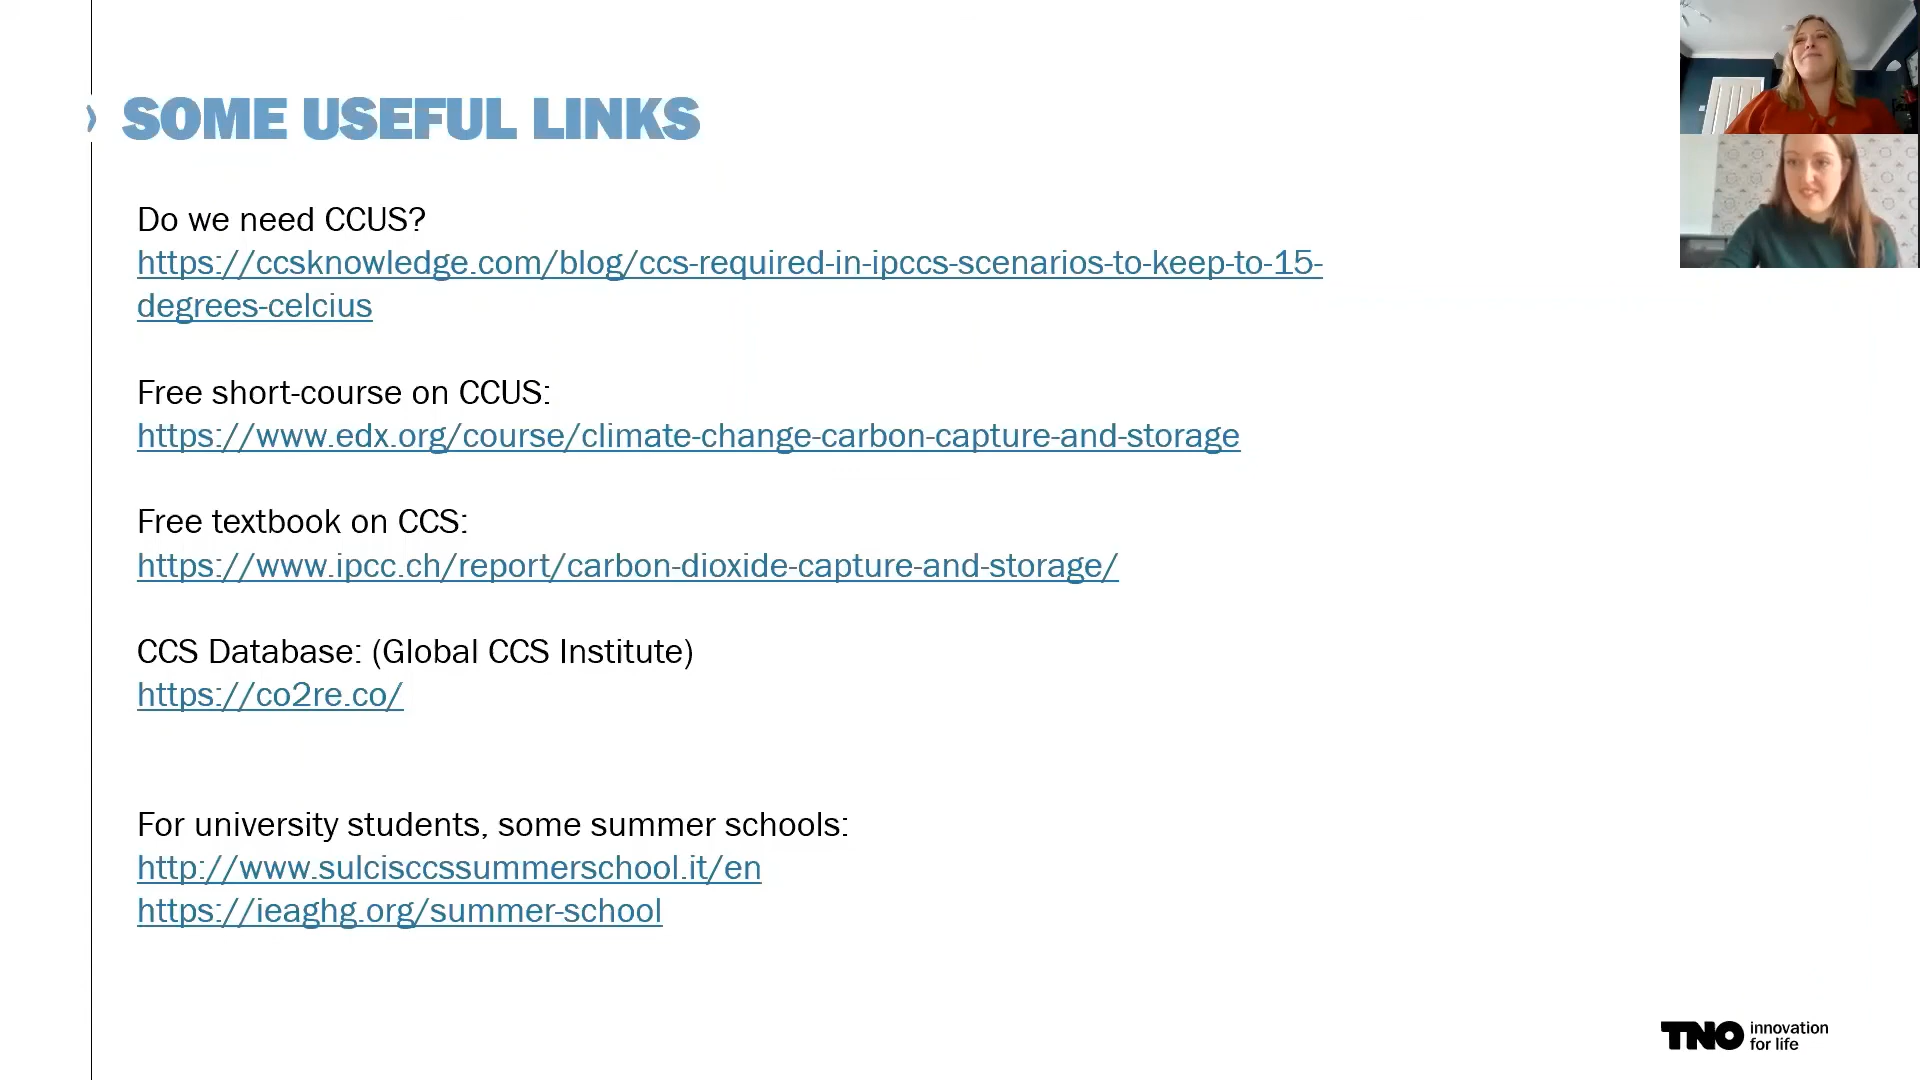 SOME USEFUL LINKS
Do we need CCUS?
https://ccsknowledge.com/blog/ccs-required-in-ipccs-scenarios-to-keep-to-15-
degrees-celcius
Free short-course on CCUS:
https://www.edx.org/course/climate-change-carbon-capture-and-storage
Free textbook on CCS:
https://www.ipcc.ch/report/carbon-dioxide-capture-and-storage/
CCS Database: (Global CCS Institute)
https://co2re.co/
For university students, some summer schools:
http://www.sulcisccssummerschool.it/en
https://ieaghg.org/summer-school
TNO innovation
for life